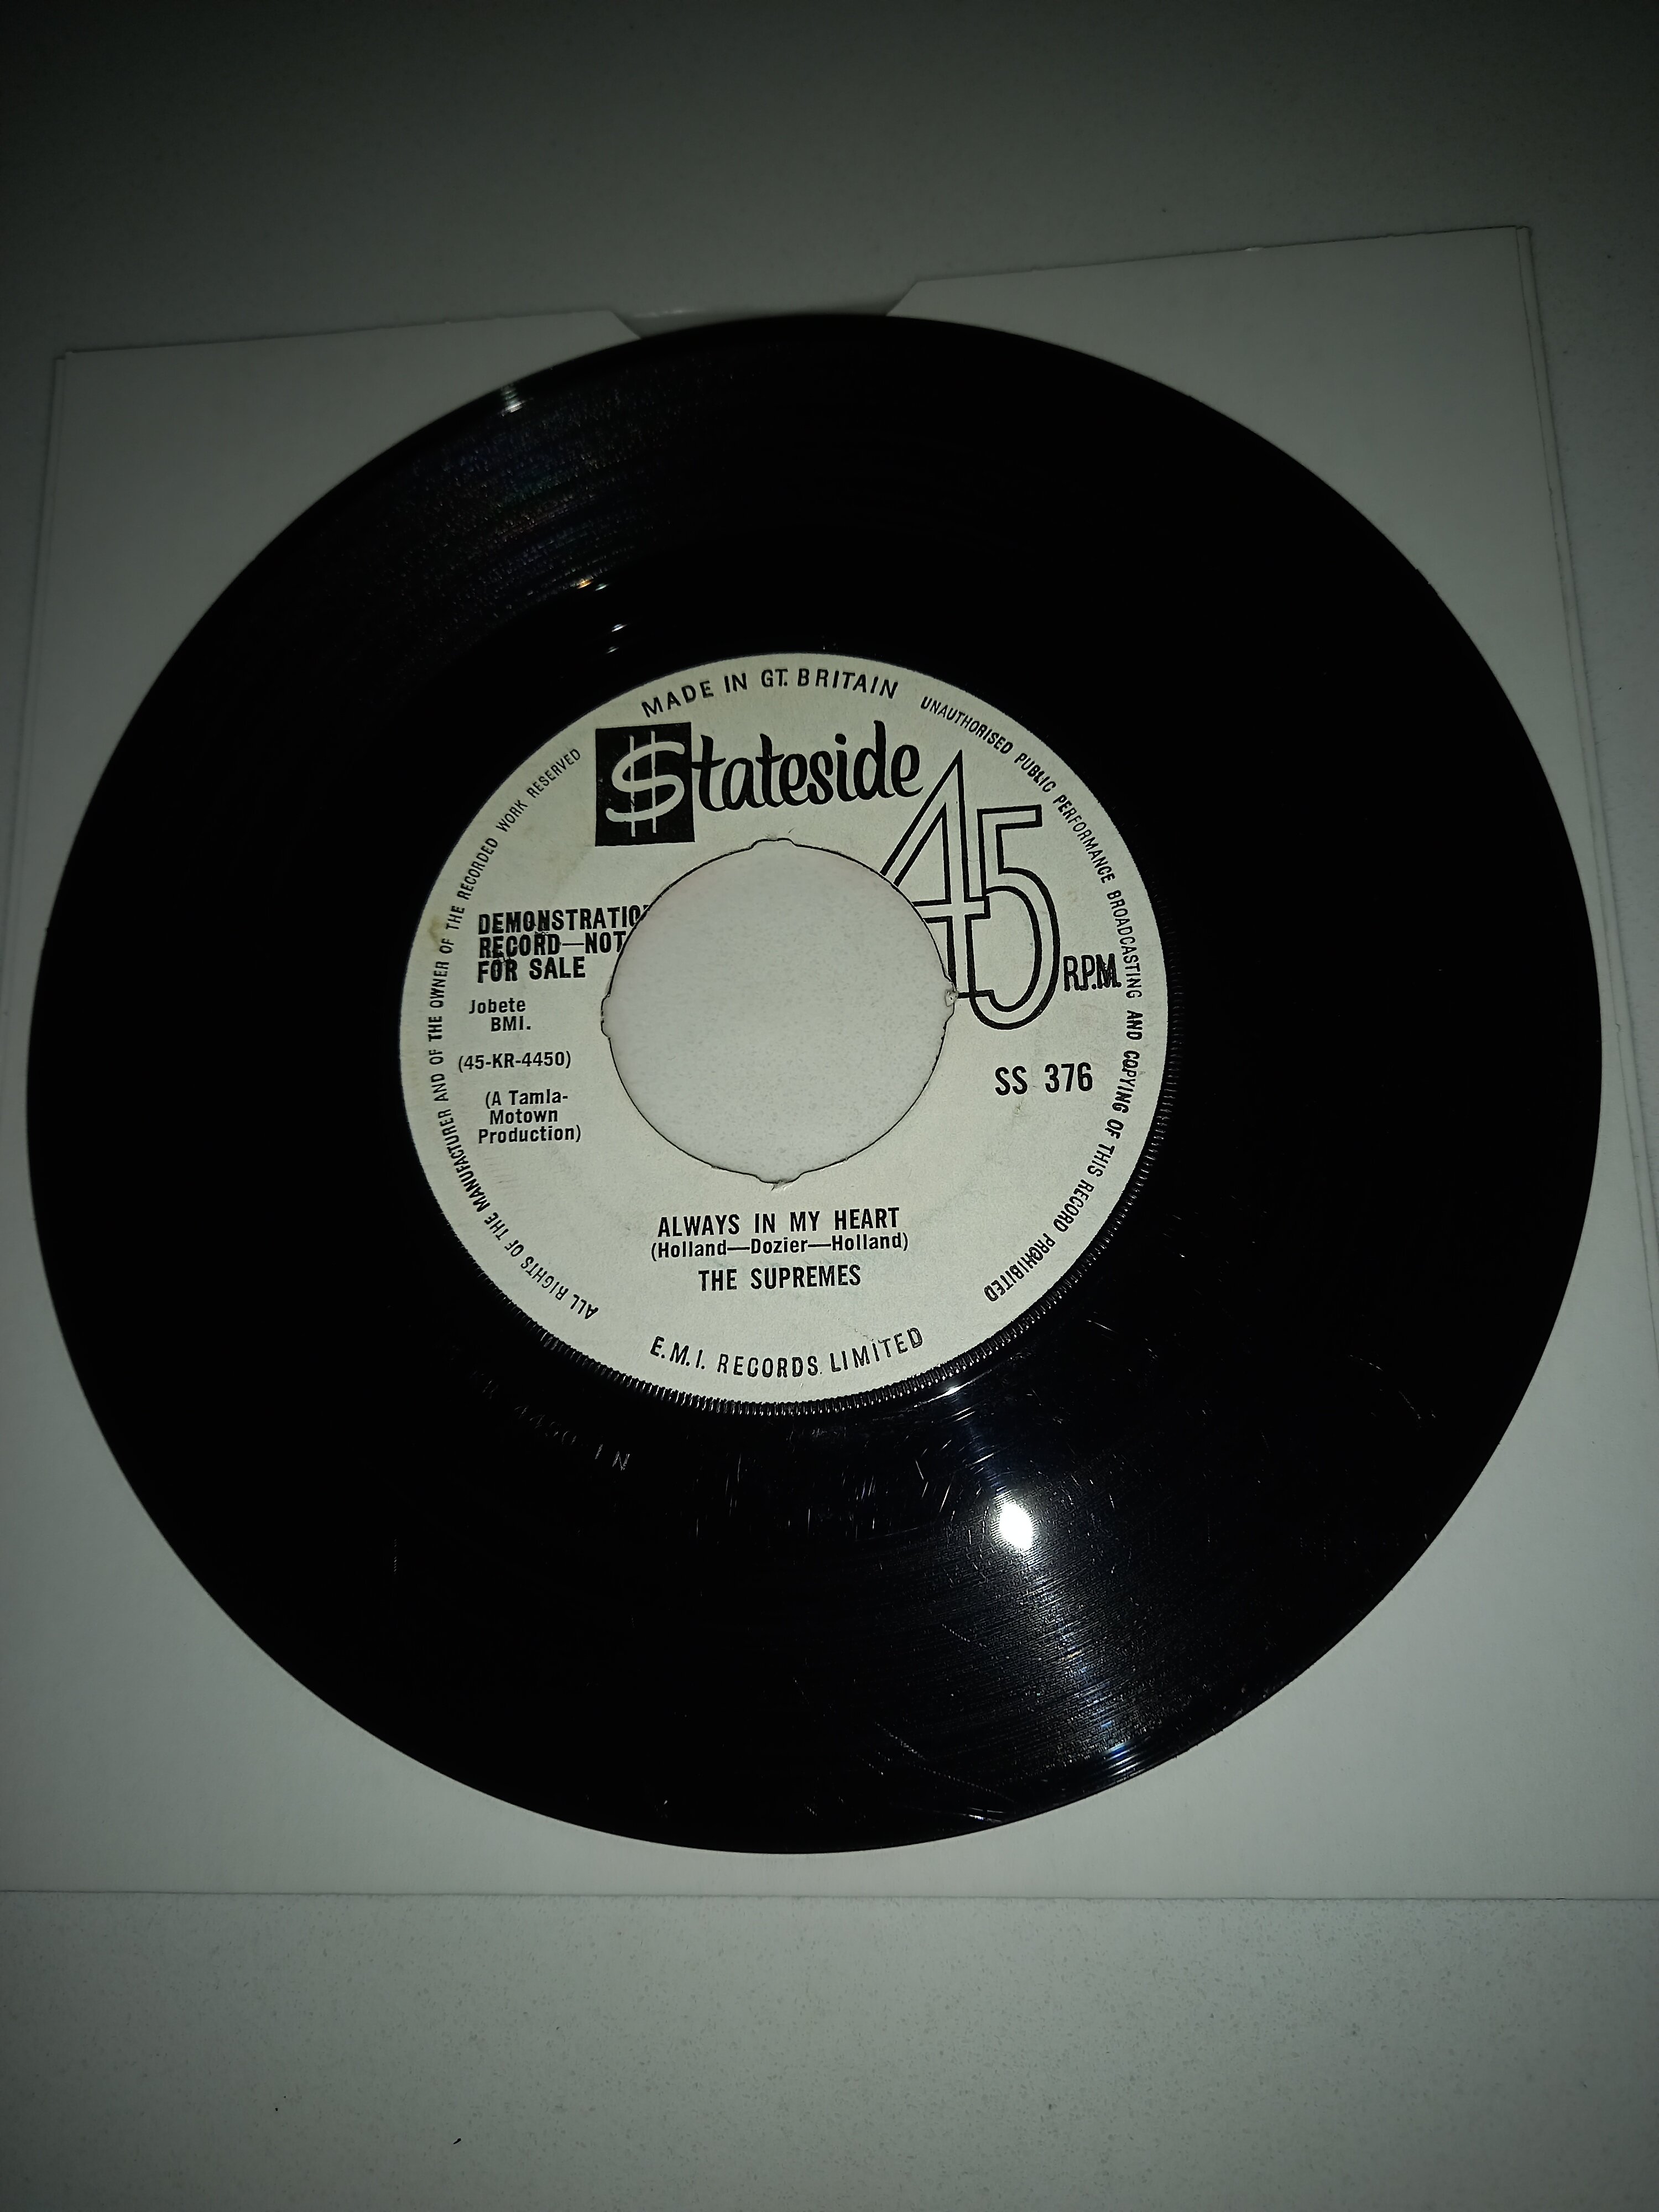 MADE IN GT. BRITAIN
UNAUTHORISED PUBLIC PERFORMANCE BROADCASTING AND COPYING OF THIS RECORD PROHIBITED
ALL RIGHTS OF THE MANUFACTURER AND OF THE OWNER OF THE RECORDED WORK RESERVED
$tateside
45
R.P.M.
DEMONSTRATIO
RECORD—NOT
FOR SALE
Jobete
BMI.
(45-KR-4450)
(A Tamla-
Motown
Production)
SS 376
ALWAYS IN MY HEART
(Holland—Dozier—Holland)
THE SUPREMES
E.M.I. RECORDS LIMITED